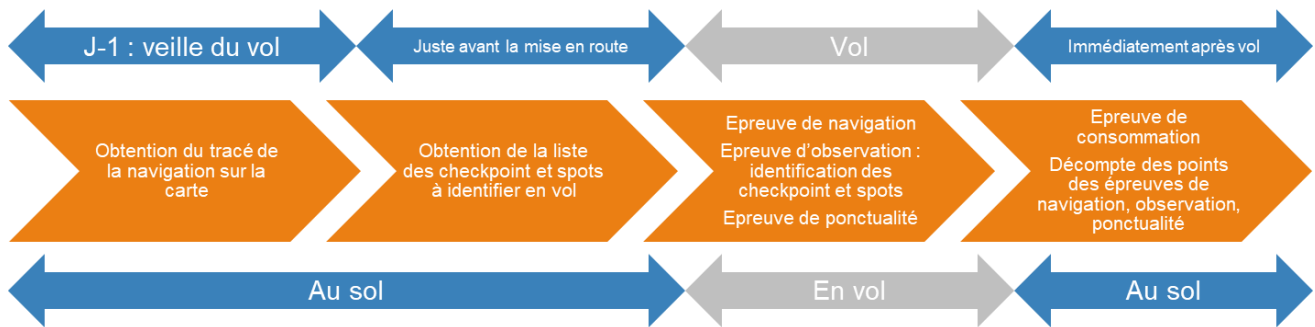 J-1 : veille du vol
Juste avant la mise en route
Vol
Immédiatement après vol
Obtention du tracé de
la navigation sur la
carte
Obtention de la liste
des checkpoint et spots
à identifier en vol
Epreuve de navigation
Epreuve d'observation :
identification des
checkpoint et spots
Epreuve de ponctualité
Epreuve de
consommation
Décompte des points
des épreuves de
navigation, observation,
ponctualité
Au sol
En vol
Au sol